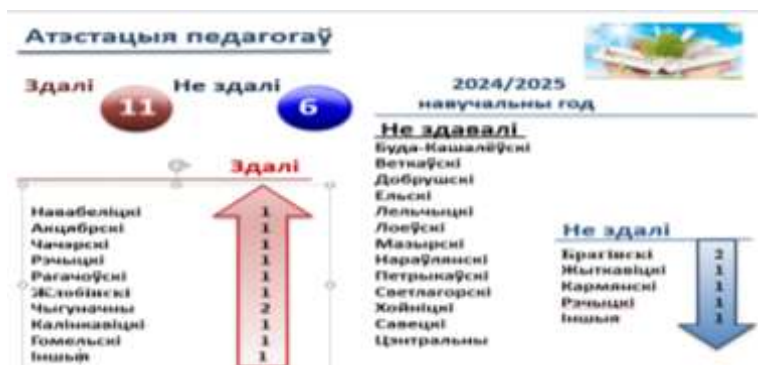 Атэстацыя педагогаў
Здалі
11
Не здалі
6
2024/2025
навучальны год
Здалі
Навабеліцкі 1
Акцябрскі 1
Чачэрскі 1
Рэчыцкі 1
Рагачоўскі 1
Жлобінскі 1
Чыгуначны 2
Калінкавіцкі 1
Гомельскі 1
Іншыя 1
Не здавалі
Буда-Кашалёўскі
Веткаўскі
Добрушскі
Ельскі
Лельчыцкі
Лоеўскі
Мазырскі
Нараўлянскі
Петрыкаўскі
Светлагорскі
Хойніцкі
Савецкі
Цэнтральны
Не здалі
Брагінскі 2
Жыткавіцкі 1
Кармянскі 1
Рэчыцкі 1
Іншыя 1